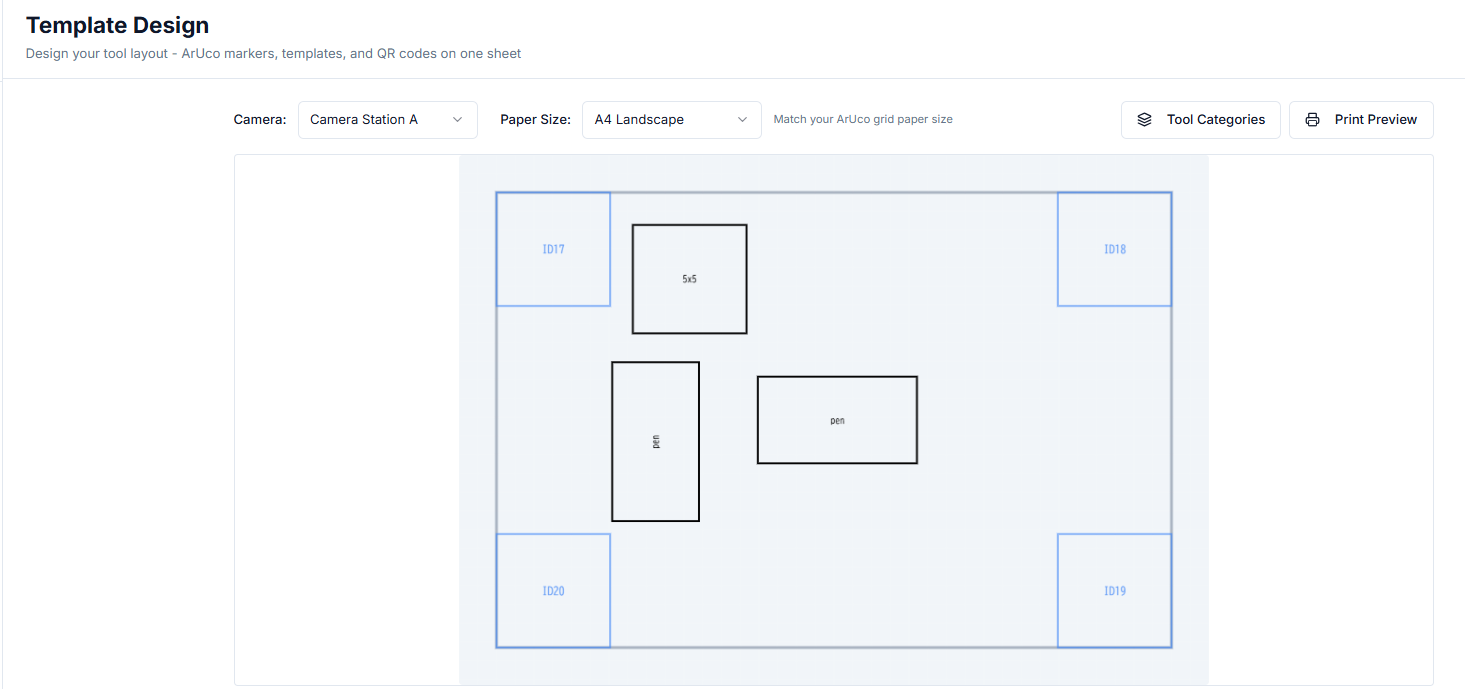 Template Design
Design your tool layout - ArUco markers, templates, and QR codes on one sheet
Camera: Camera Station A Paper Size: A4 Landscape Match your ArUco grid paper size Tool Categories Print Preview
ID17 ID18
5x5
pen
pen
ID20 ID19